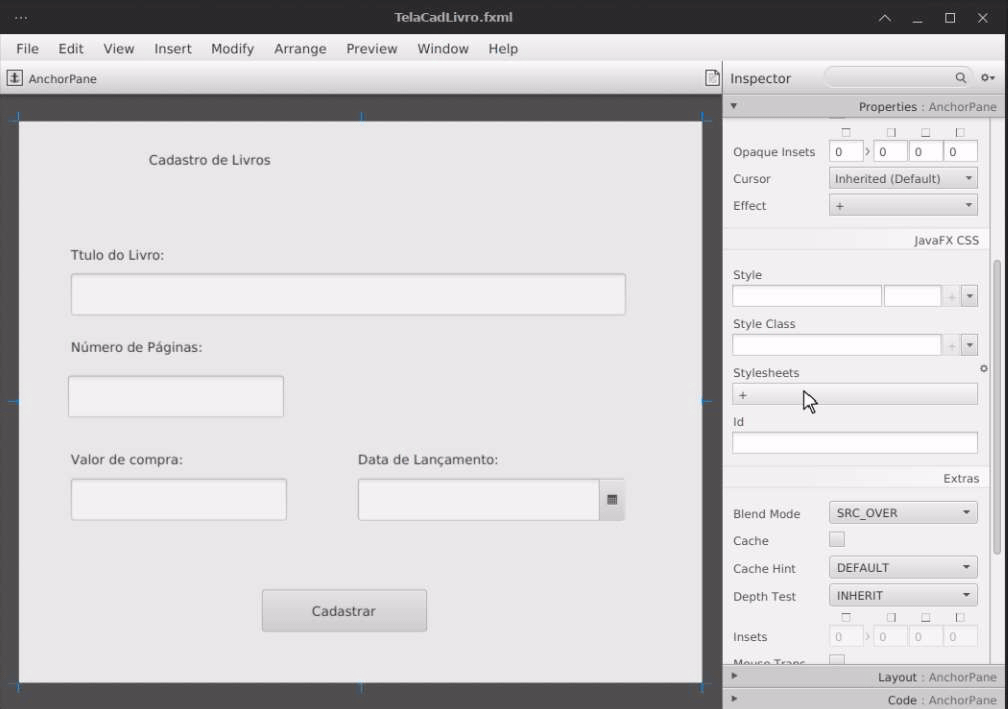 TelaCadLivro.fxml
File Edit View Insert Modify Arrange Preview Window Help
AnchorPane
Inspector
Properties : AnchorPane
Cadastro de Livros
Ttulo do Livro:
Número de Páginas:
Valor de compra:
Data de Lançamento:
Cadastrar
Opaque Insets 0 0 0 0
Cursor Inherited (Default)
Effect +
JavaFX CSS
Style
+
Style Class
+
Stylesheets
+
Id
Extras
Blend Mode SRC_OVER
Cache
Cache Hint DEFAULT
Depth Test INHERIT
Insets 0 0 0 0
Mouse Trans
Layout : AnchorPane
Code : AnchorPane